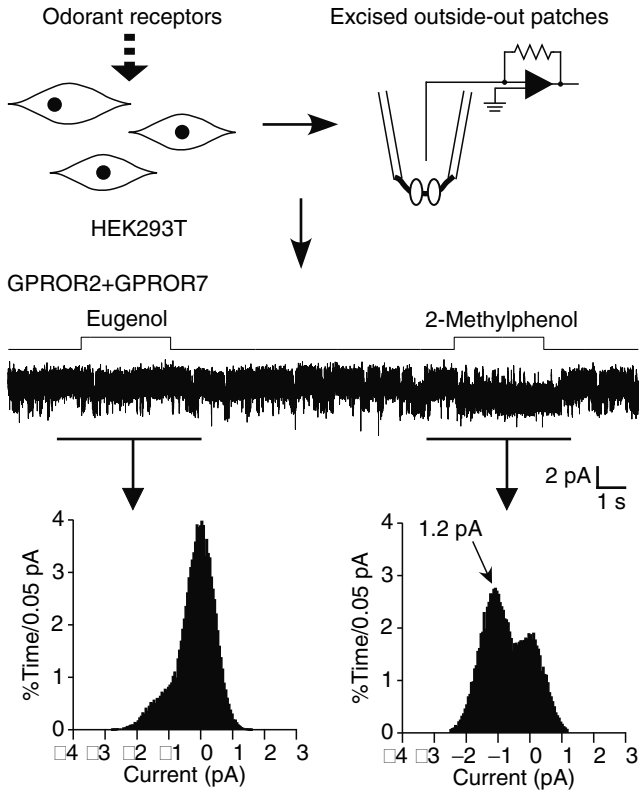 Odorant receptors
Excised outside-out patches
HEK293T
GPROR2+GPROR7
Eugenol
2-Methylphenol
2 pA
1 s
%Time/0.05 pA
4
3
2
1
0
□4 □3 □2 □1 0 1 2 3
Current (pA)
1.2 pA
%Time/0.05 pA
4
3
2
1
0
□4 □3 −2 −1 0 1 2 3
Current (pA)